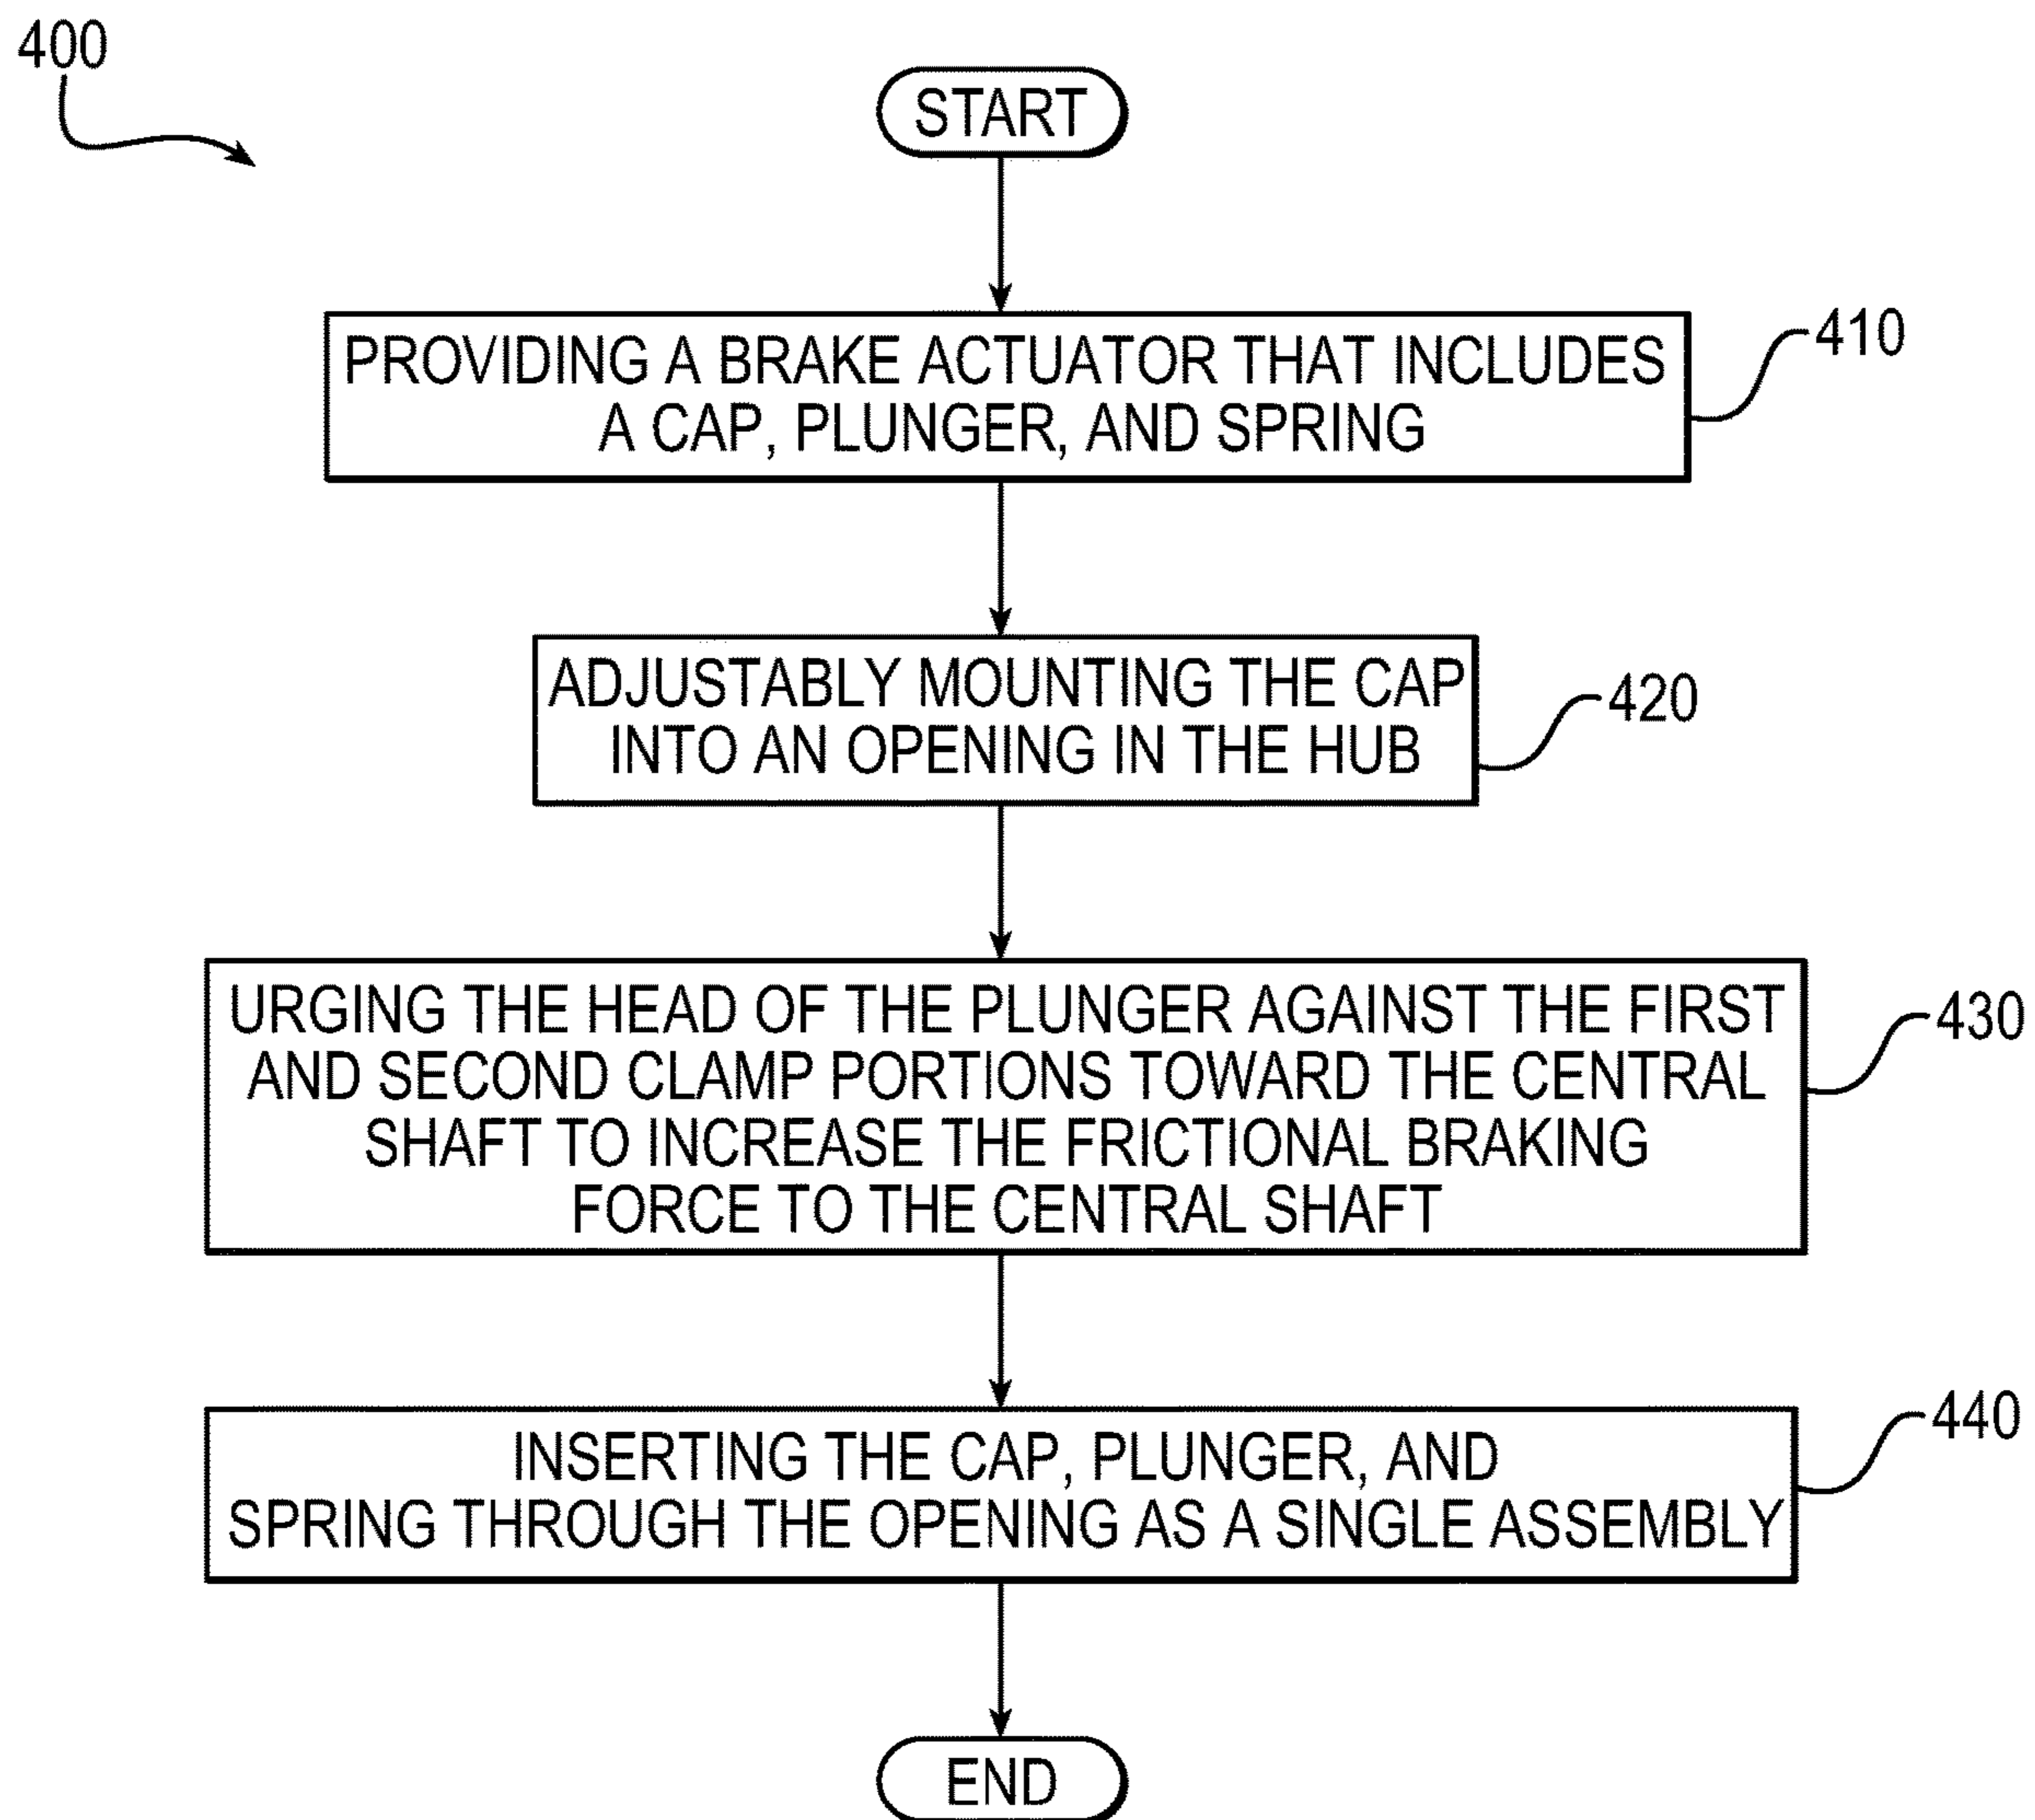 400
START
PROVIDING A BRAKE ACTUATOR THAT INCLUDES
A CAP, PLUNGER, AND SPRING
410
ADJUSTABLY MOUNTING THE CAP
INTO AN OPENING IN THE HUB
420
URGING THE HEAD OF THE PLUNGER AGAINST THE FIRST
AND SECOND CLAMP PORTIONS TOWARD THE CENTRAL
SHAFT TO INCREASE THE FRICTIONAL BRAKING
FORCE TO THE CENTRAL SHAFT
430
INSERTING THE CAP, PLUNGER, AND
SPRING THROUGH THE OPENING AS A SINGLE ASSEMBLY
440
END